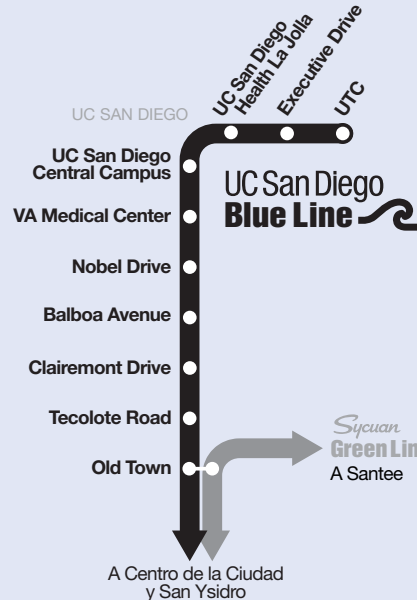 UC San Diego
Health La Jolla
Executive Drive
UTC
UC SAN DIEGO
UC San Diego
Central Campus
VA Medical Center
UC San Diego
Blue Line
Nobel Drive
Balboa Avenue
Clairemont Drive
Tecolote Road
Old Town
Sycuan
Green Lin
A Santee
A Centro de la Ciudad
y San Ysidro